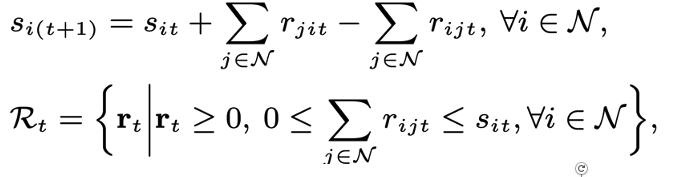 s_{i(t+1)} = s_{it} + \sum_{j \in \mathcal{N}} r_{jit} - \sum_{j \in \mathcal{N}} r_{ijt}, \forall i \in \mathcal{N},
\mathcal{R}_t = \left\{ \mathbf{r}_t \middle| \mathbf{r}_t \geq 0, 0 \leq \sum_{j \in \mathcal{N}} r_{ijt} \leq s_{it}, \forall i \in \mathcal{N} \right\},